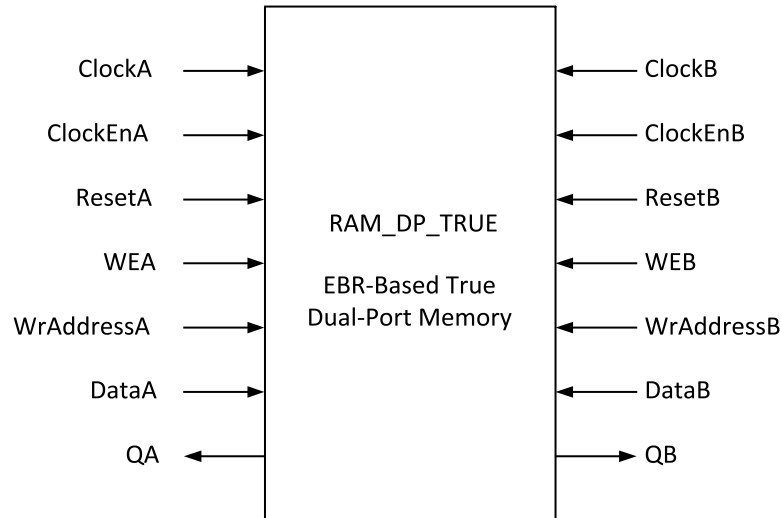 ClockA
ClockEnA
ResetA
WEA
WrAddressA
DataA
QA
RAM_DP_TRUE
EBR-Based True
Dual-Port Memory
ClockB
ClockEnB
ResetB
WEB
WrAddressB
DataB
QB